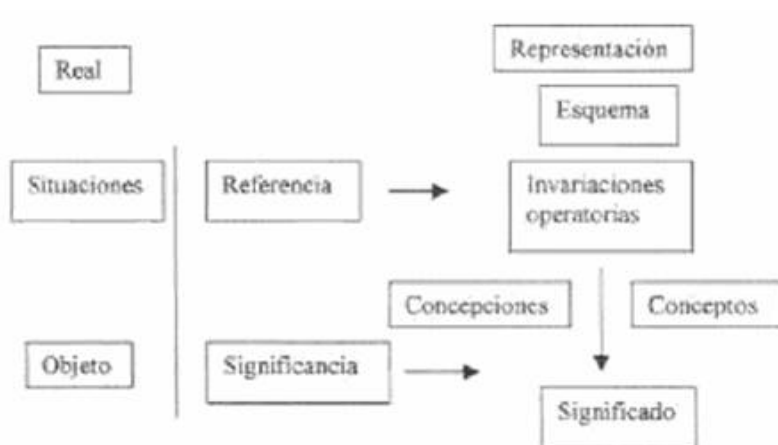 Representación
Real
Esquema
Situaciones
Referencia
Invariaciones
operatorias
Concepciones
Conceptos
Objeto
Significancia
Significado